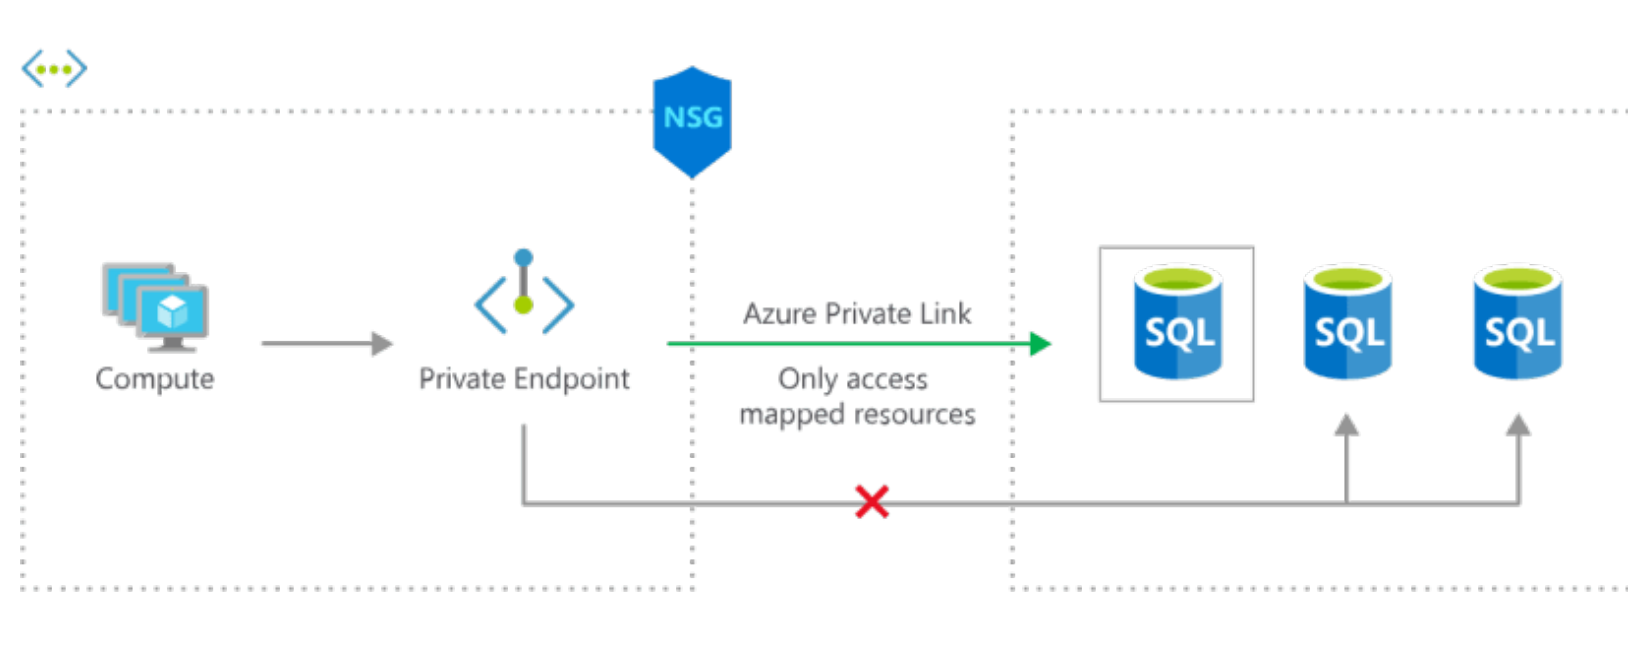 NSG
Azure Private Link
SQL
SQL
SQL
Compute
Private Endpoint
Only access
mapped resources